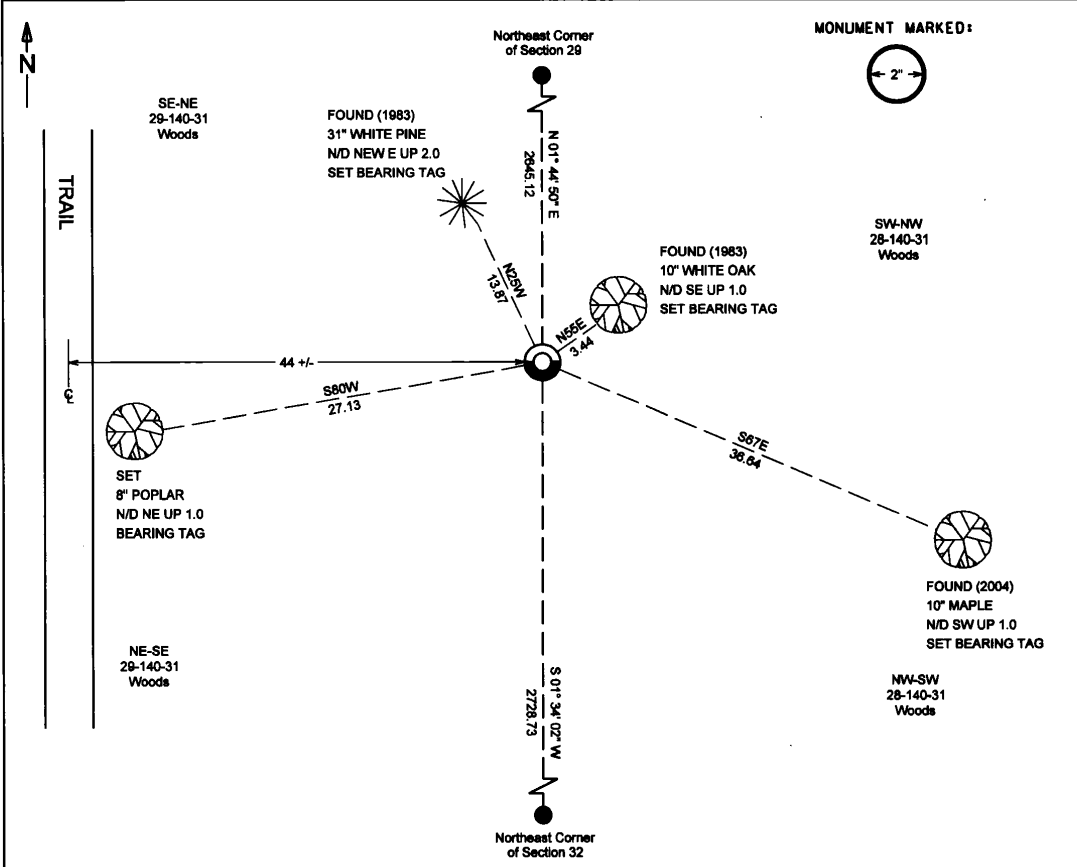 MONUMENT MARKED:
2"
N
Northeast Corner
of Section 29
SE-NE
29-140-31
Woods
FOUND (1983)
31" WHITE PINE
N/D NEW E UP 2.0
SET BEARING TAG
N 01° 44' 50" E
2645.12
TRAIL
SW-NW
28-140-31
Woods
FOUND (1983)
10" WHITE OAK
N/D SE UP 1.0
SET BEARING TAG
N25W
13.87
N55E
3.44
44 +/-
S80W
27.13
S67E
36.64
SET
8" POPLAR
N/D NE UP 1.0
BEARING TAG
FOUND (2004)
10" MAPLE
N/D SW UP 1.0
SET BEARING TAG
NE-SE
29-140-31
Woods
S 01° 34' 02" W
2728.73
NW-SW
28-140-31
Woods
Northeast Corner
of Section 32